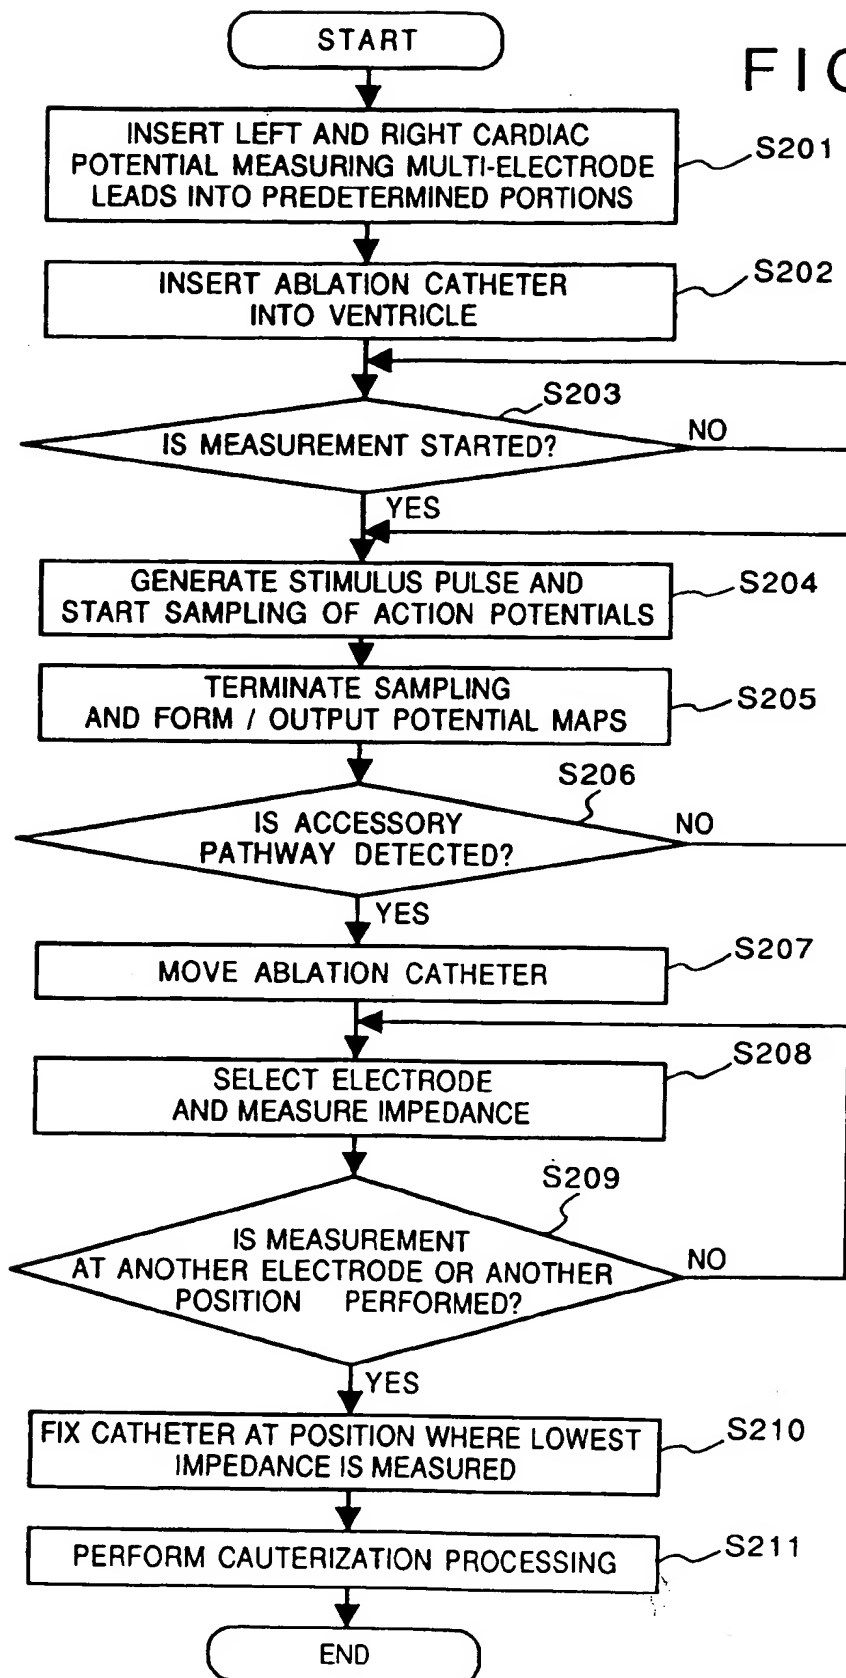 START
FIG
INSERT LEFT AND RIGHT CARDIAC
POTENTIAL MEASURING MULTI-ELECTRODE
LEADS INTO PREDETERMINED PORTIONS
S201
INSERT ABLATION CATHETER
INTO VENTRICLE
S202
S203
IS MEASUREMENT STARTED?
NO
YES
GENERATE STIMULUS PULSE AND
START SAMPLING OF ACTION POTENTIALS
S204
TERMINATE SAMPLING
AND FORM / OUTPUT POTENTIAL MAPS
S205
S206
IS ACCESSORY
PATHWAY DETECTED?
NO
YES
MOVE ABLATION CATHETER
S207
SELECT ELECTRODE
AND MEASURE IMPEDANCE
S208
S209
IS MEASUREMENT
AT ANOTHER ELECTRODE OR ANOTHER
POSITION PERFORMED?
NO
YES
FIX CATHETER AT POSITION WHERE LOWEST
IMPEDANCE IS MEASURED
S210
PERFORM CAUTERIZATION PROCESSING
S211
END